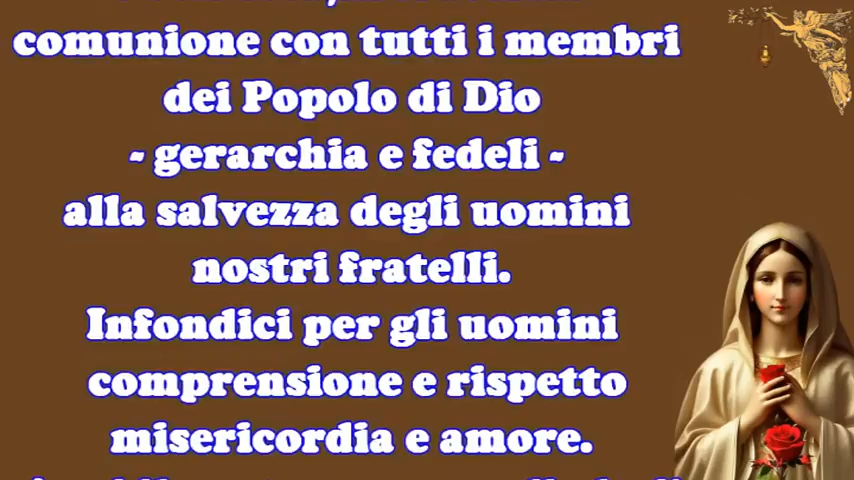 comunione con tutti i membri
dei Popolo di Dio
- gerarchia e fedeli -
alla salvezza degli uomini
nostri fratelli.
Infondici per gli uomini
comprensione e rispetto
misericordia e amore.